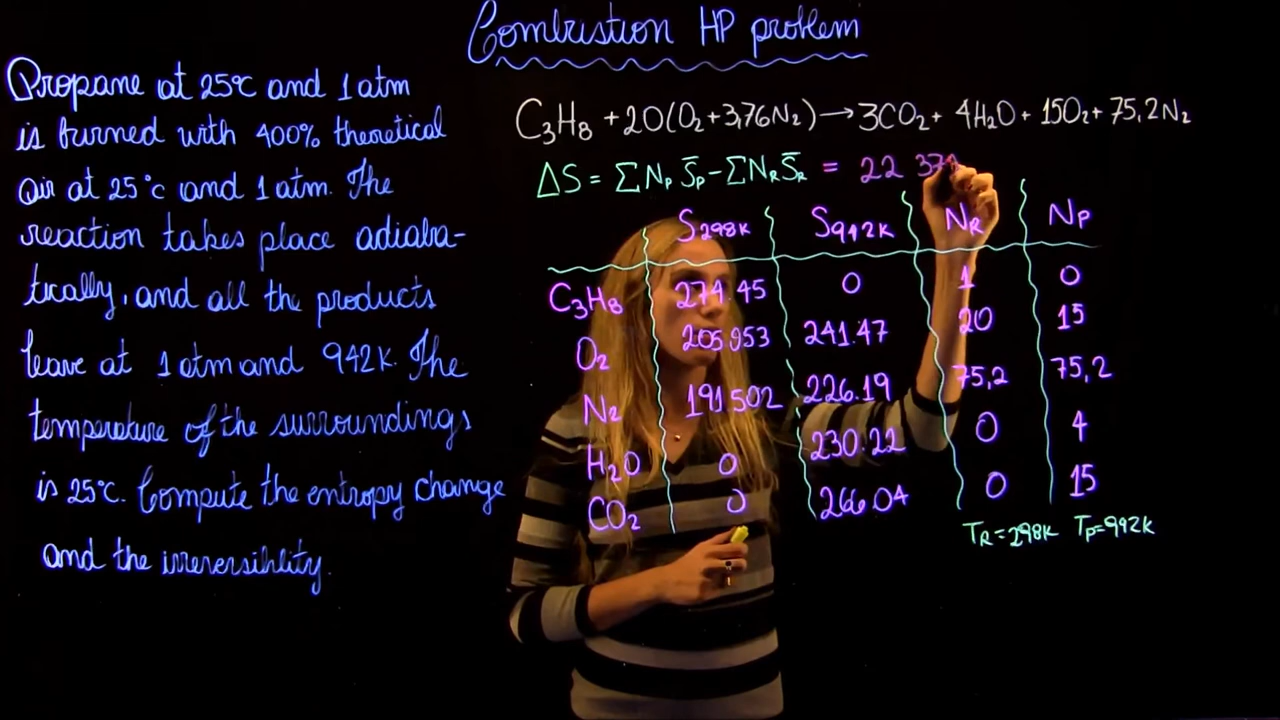 Combustion HP problem
Propane at 25°C and 1 atm
is burned with 400% theoretical
air at 25°C and 1 atm. The
reaction takes place adiaba-
tically, and all the products
leave at 1 atm and 942K. The
temperature of the surroundings
is 25°C. Compute the entropy change
and the irreversibility.
C₃H₈ + 20(O₂+3,76N₂) → 3CO₂ + 4H₂O + 15O₂ + 75,2N₂
ΔS = ΣNₚ S̄ₚ - ΣN_R S̄_R = 22 37
S₂₉₈K S₉₄₂K N_R Nₚ
C₃H₈ 274.45 0 1 0
O₂ 205.953 241.47 20 15
N₂ 191.502 226.19 75,2 75,2
H₂O 0 230.22 0 4
CO₂ 0 266.04 0 15
T_R=298K Tₚ=942K